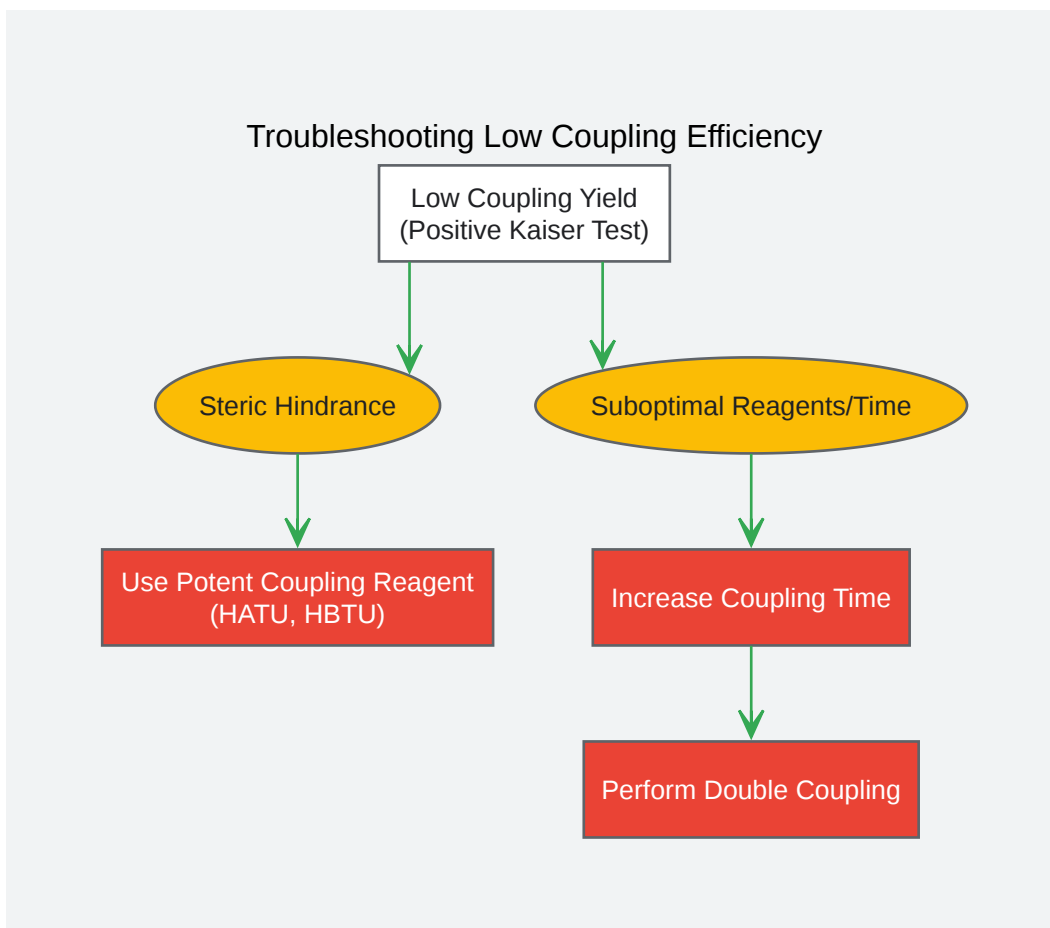 Troubleshooting Low Coupling Efficiency
Low Coupling Yield
(Positive Kaiser Test)
Steric Hindrance
Suboptimal Reagents/Time
Use Potent Coupling Reagent
(HATU, HBTU)
Increase Coupling Time
Perform Double Coupling